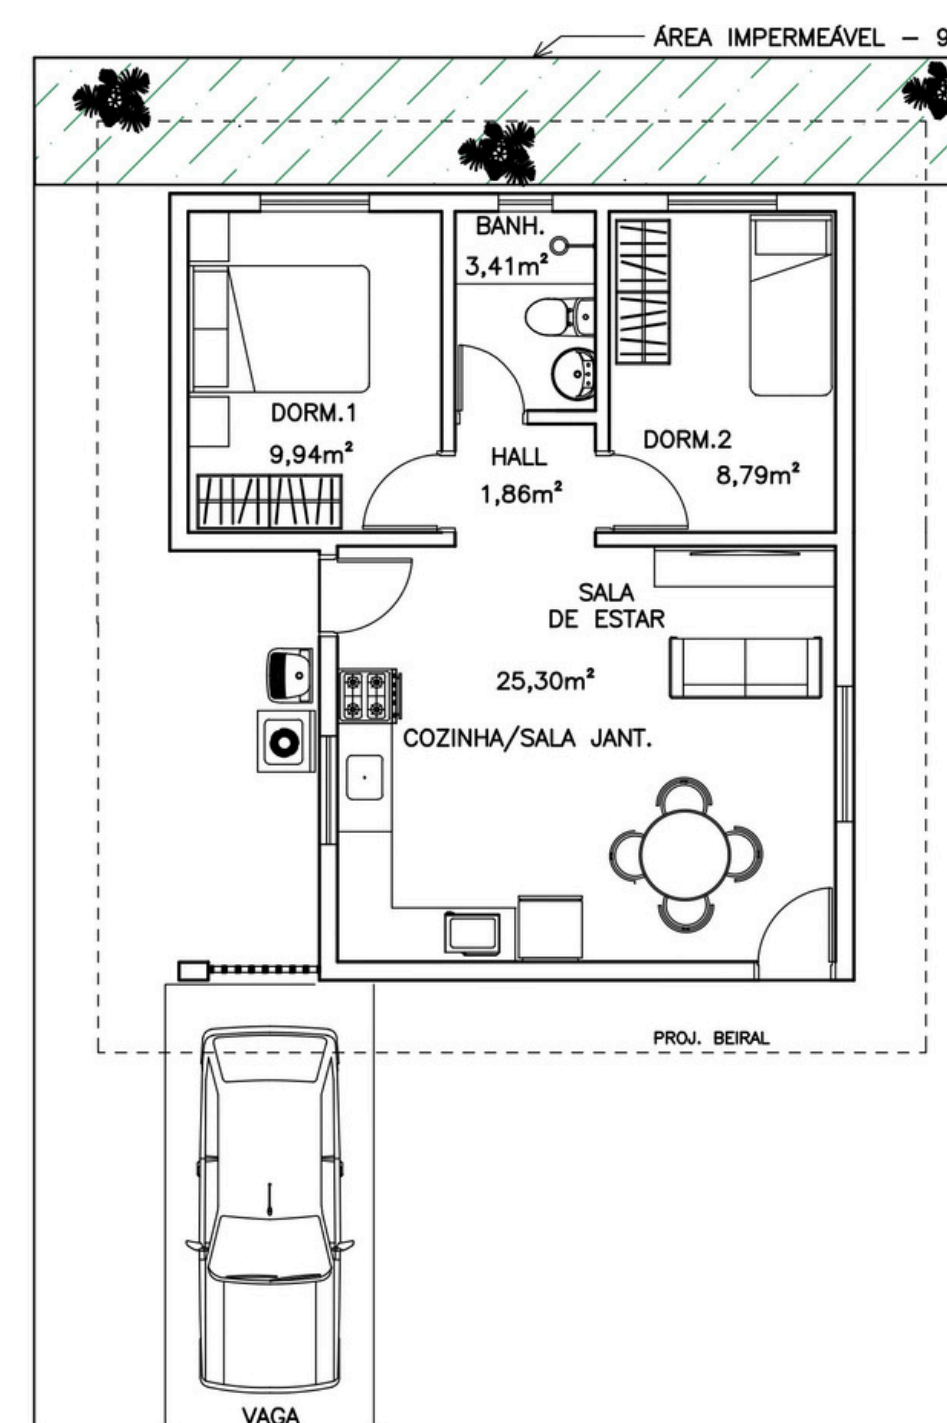 ÁREA IMPERMEÁVEL - 9
BANH.
3,41m²
DORM.1
9,94m²
DORM.2
8,79m²
HALL
1,86m²
SALA
DE ESTAR
25,30m²
COZINHA/SALA JANT.
PROJ. BEIRAL
VAGA